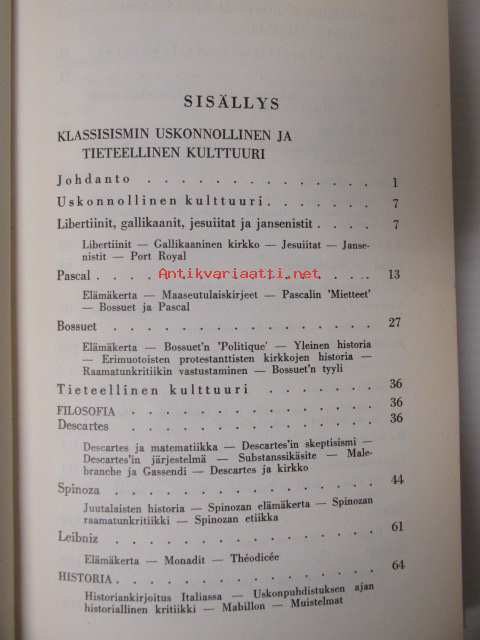 SISÄLLYS
KLASSISISMIN USKONNOLLINEN JA
TIETEELLINEN KULTTUURI
Johdanto . . . . . . . . . . . . . . 1
Uskonnollinen kulttuuri . . . . . . . 7
Libertiinit, gallikaanit, jesuiitat ja jansenistit . . . . 7
Libertiinit — Gallikaaninen kirkko — Jesuiitat — Janse-
nistit — Port Royal
Antikvariaatti.net
Pascal . . . . . . . . . . . . . . 13
Elämäkerta — Maaseutulaiskirjeet — Pascalin 'Mietteet'
— Bossuet ja Pascal
Bossuet . . . . . . . . . . . . . . 27
Elämäkerta — Bossuet'n 'Politique' — Yleinen historia
— Erimuotoisten protestanttisten kirkkojen historia —
Raamatunkritiikin vastustaminen — Bossuet'n tyyli
Tieteellinen kulttuuri . . . . . . . 36
FILOSOFIA . . . . . . . . . . . . 36
Descartes . . . . . . . . . . . . . 36
Descartes ja matematiikka — Descartes'in skeptisismi —
Descartes'in järjestelmä — Substanssikäsite — Male-
branche ja Gassendi — Descartes ja kirkko
Spinoza . . . . . . . . . . . . . . 44
Juutalaisten historia — Spinozan elämäkerta — Spinozan
raamatunkritiikki — Spinozan etiikka
Leibniz . . . . . . . . . . . . . . 61
Elämäkerta — Monadit — Théodicée
HISTORIA . . . . . . . . . . . . . 64
Historiankirjoitus Italiassa — Uskonpuhdistuksen ajan
historiallinen kritiikki — Mabillon — Muistelmat